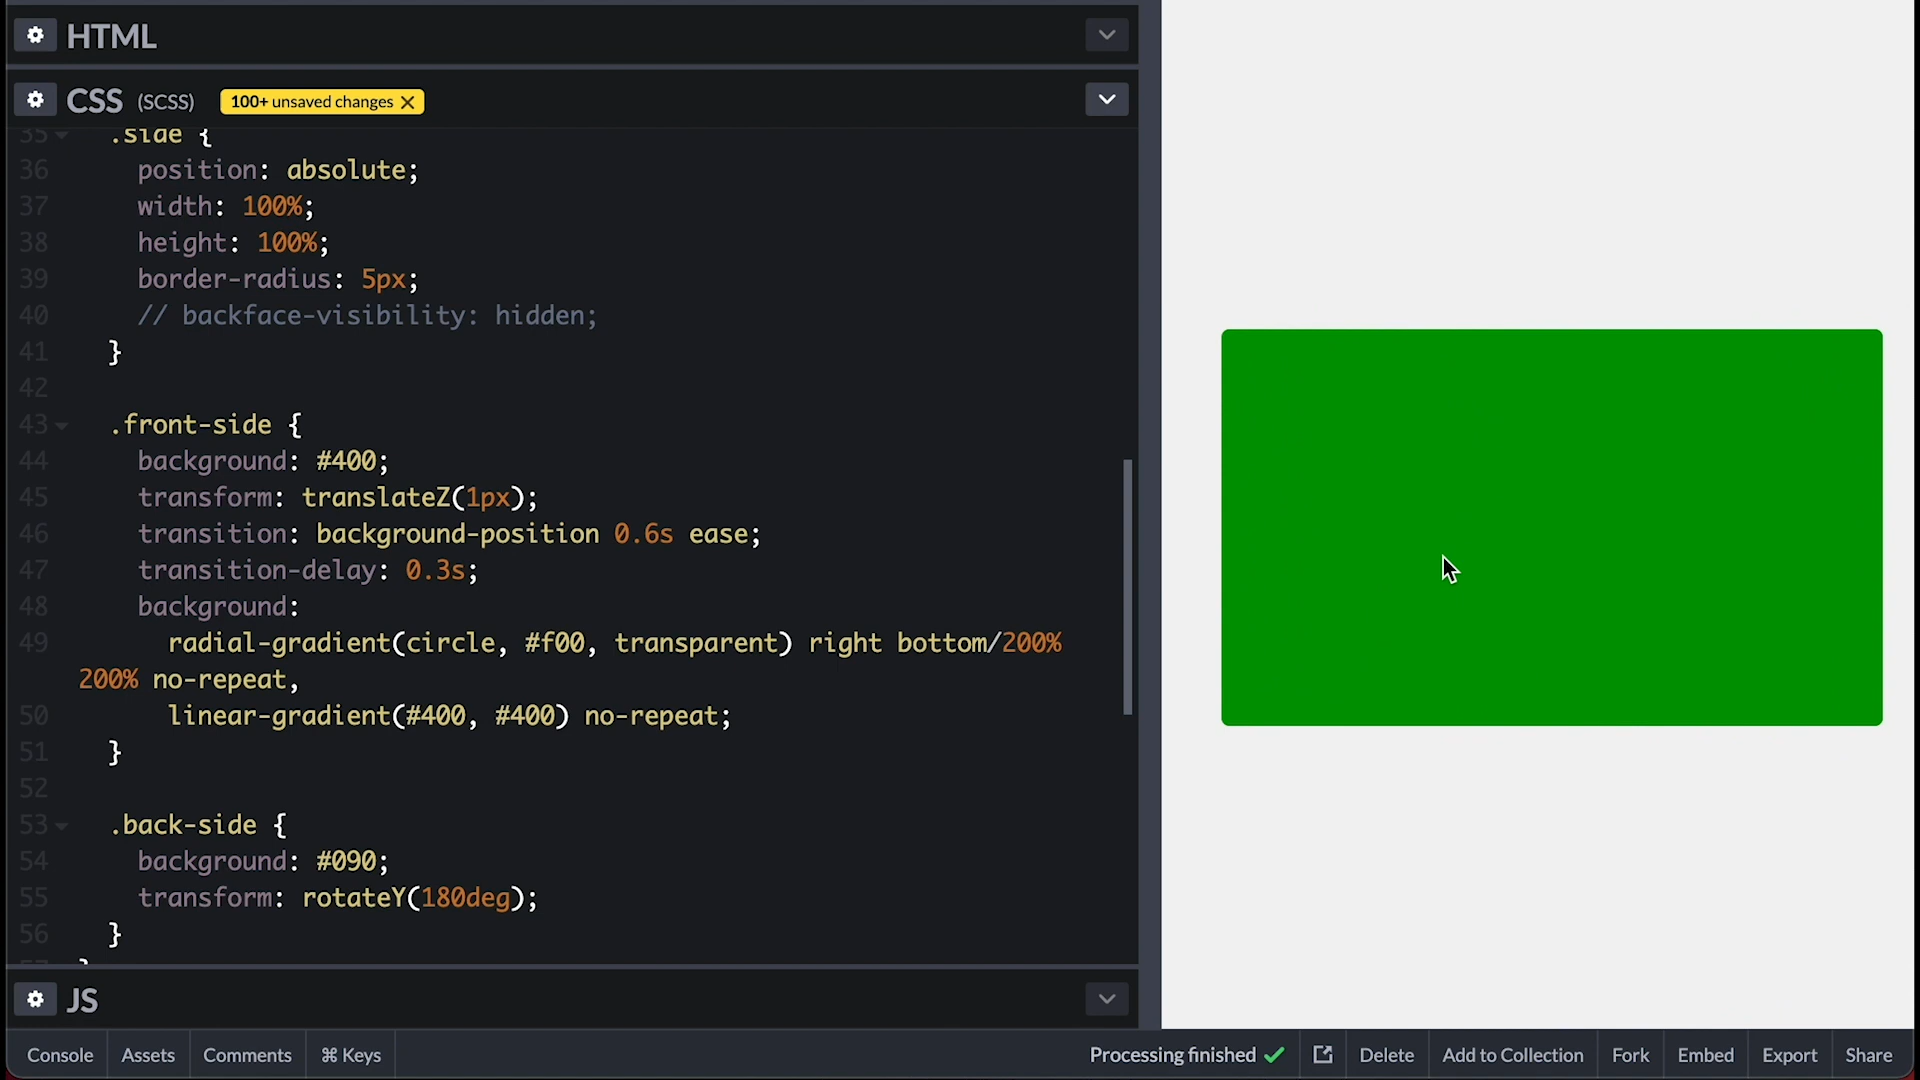 HTML
CSS (SCSS) 100+ unsaved changes ×
35 .side {
36 position: absolute;
37 width: 100%;
38 height: 100%;
39 border-radius: 5px;
40 // backface-visibility: hidden;
41 }
42
43 .front-side {
44 background: #400;
45 transform: translateZ(1px);
46 transition: background-position 0.6s ease;
47 transition-delay: 0.3s;
48 background:
49 radial-gradient(circle, #f00, transparent) right bottom/200%
200% no-repeat,
50 linear-gradient(#400, #400) no-repeat;
51 }
52
53 .back-side {
54 background: #090;
55 transform: rotateY(180deg);
56 }
JS
Console Assets Comments ⌘ Keys Processing finished ✓ Delete Add to Collection Fork Embed Export Share